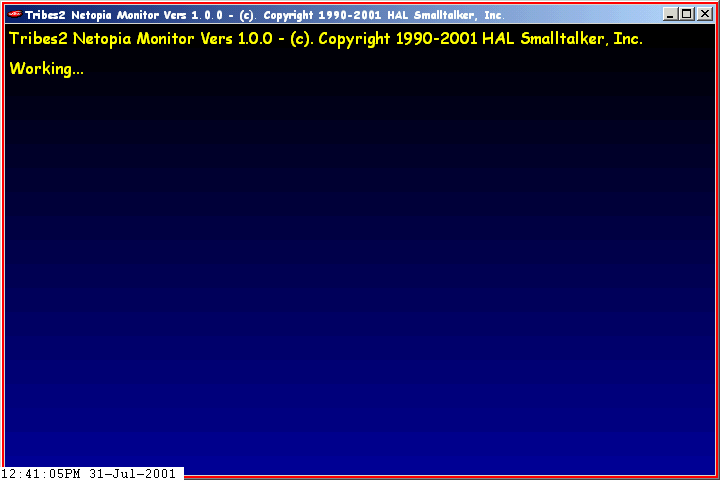 Tribes2 Netopia Monitor Vers 1.0.0 - (c). Copyright 1990-2001 HAL Smalltalker, Inc.
Tribes2 Netopia Monitor Vers 1.0.0 - (c). Copyright 1990-2001 HAL Smalltalker, Inc.
Working...
12:41:05PM 31-Jul-2001